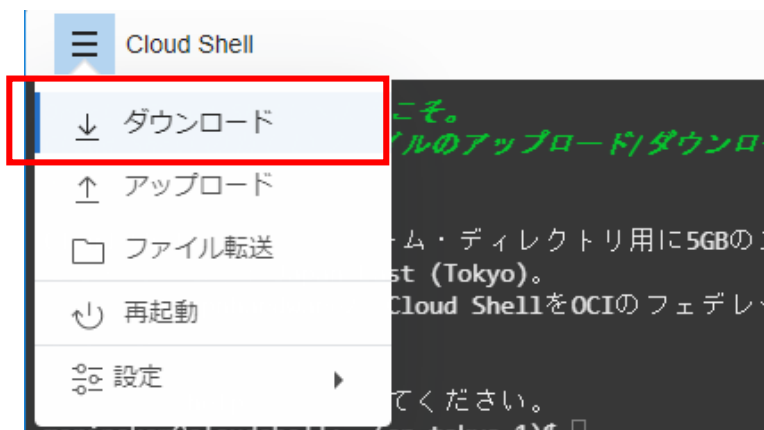 Cloud Shell
ダウンロード
こそ。
イルのアップロード/ダウンロ
アップロード
ーム・ディレクトリ用に5GBの
ファイル転送
st (Tokyo)。
再起動
Cloud ShellをOCIのフェデレ
設定
てください。